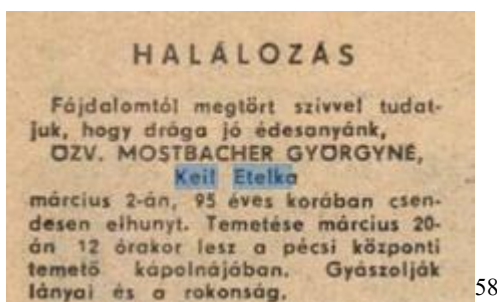 HALÁLOZÁS
Fájdalomtól megtört szívvel tudat-
juk, hogy drága jó édesanyánk,
ÖZV. MOSTBACHER GYÖRGYNÉ,
Keil Etelka
március 2-án, 95 éves korában csen-
desen elhunyt. Temetése március 20-
án 12 órakor lesz a pécsi központi
temető kápolnájában. Gyászolják
lányai és a rokonság.
58